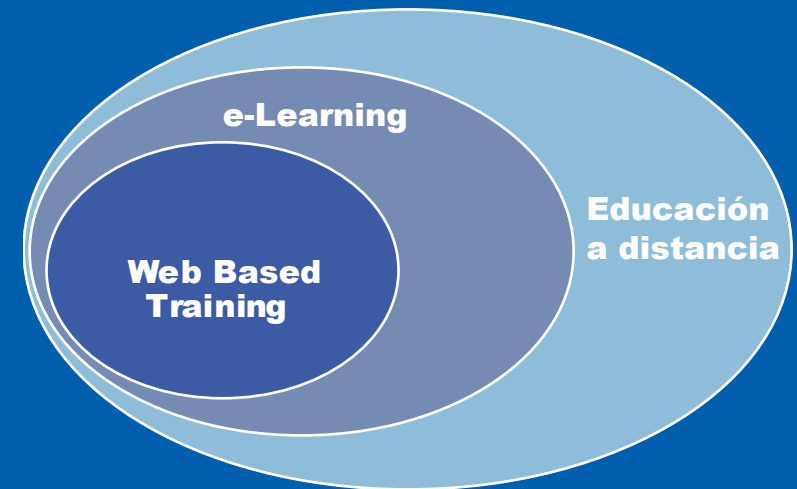 e-Learning
Educación
a distancia
Web Based
Training